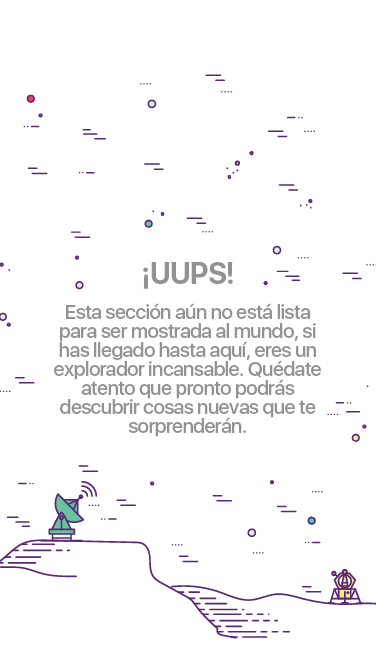 ¡UUPS!
Esta sección aún no está lista
para ser mostrada al mundo, si
has llegado hasta aquí, eres un
explorador incansable. Quédate
atento que pronto podrás
descubrir cosas nuevas que te
sorprenderán.